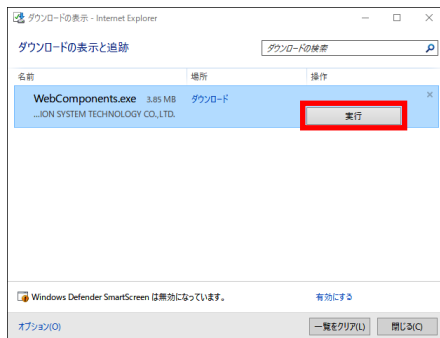 ダウンロードの表示 - Internet Explorer
ダウンロードの表示と追跡
ダウンロードの検索
名前 場所 操作
WebComponents.exe 3.85 MB ダウンロード
...ION SYSTEM TECHNOLOGY CO.,LTD.
実行
Windows Defender SmartScreen は無効になっています。 有効にする
オプション(O) 一覧をクリア(L) 閉じる(C)